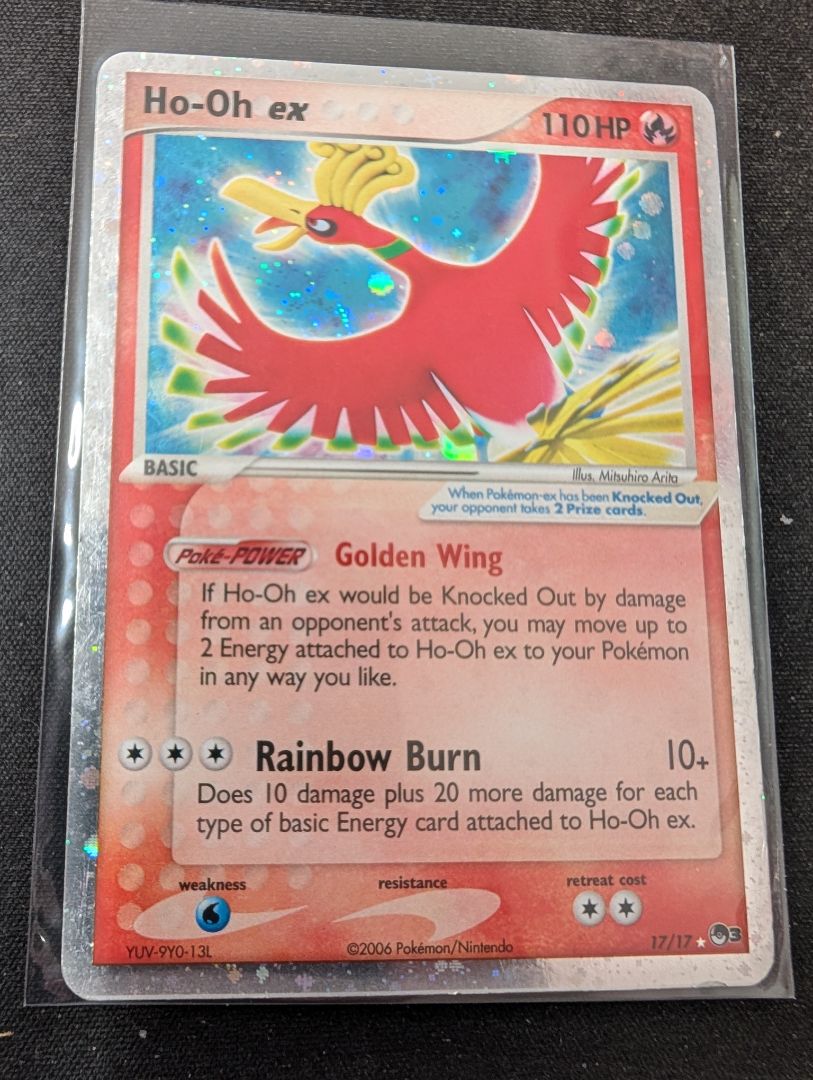 Ho-Oh ex
110 HP
BASIC
Illus. Mitsuhiro Arita
When Pokémon-ex has been Knocked Out,
your opponent takes 2 Prize cards.
Poké-POWER Golden Wing
If Ho-Oh ex would be Knocked Out by damage
from an opponent's attack, you may move up to
2 Energy attached to Ho-Oh ex to your Pokémon
in any way you like.
Rainbow Burn 10+
Does 10 damage plus 20 more damage for each
type of basic Energy card attached to Ho-Oh ex.
weakness resistance retreat cost
YUV-9Y0-13L ©2006 Pokémon/Nintendo 17/17 ★ 3